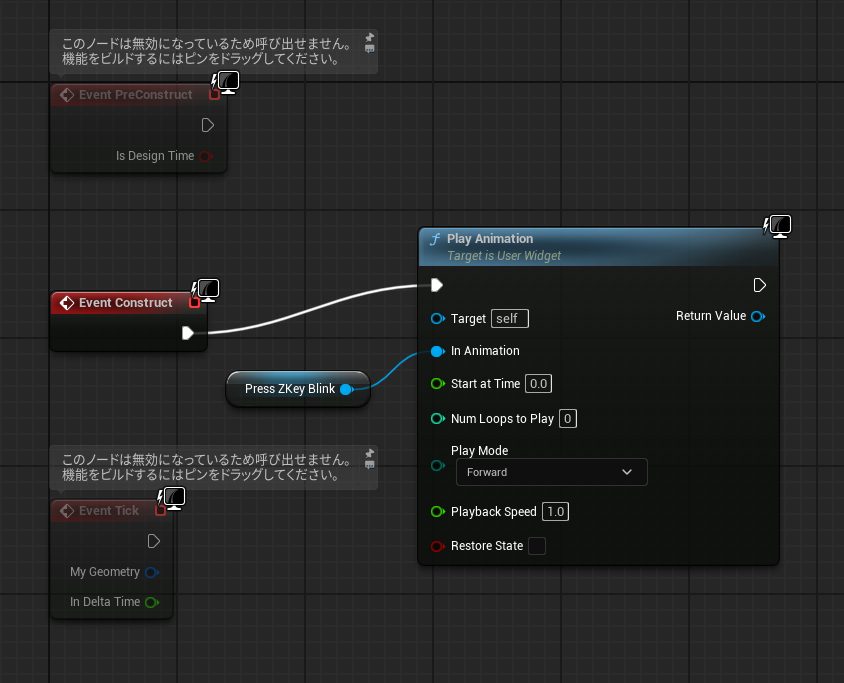 このノードは無効になっているため呼び出せません。
機能をビルドするにはピンをドラッグしてください。
Event PreConstruct
Is Design Time
Event Construct
Press ZKey Blink
Play Animation
Target is User Widget
Target self
Return Value
In Animation
Start at Time 0.0
Num Loops to Play 0
Play Mode
Forward
Playback Speed 1.0
Restore State
このノードは無効になっているため呼び出せません。
機能をビルドするにはピンをドラッグしてください。
Event Tick
My Geometry
In Delta Time